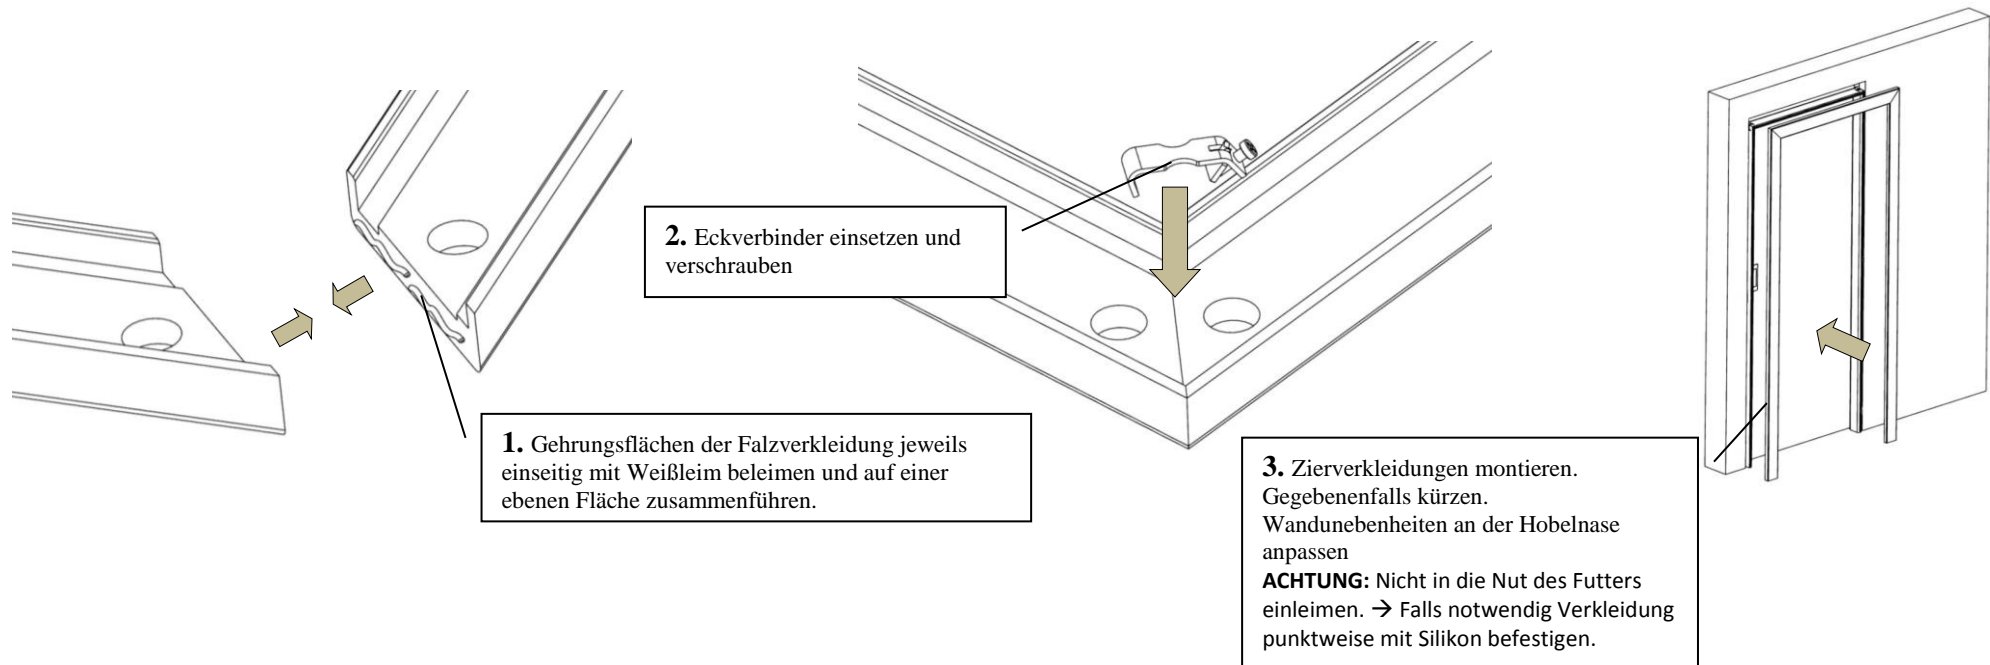 2. Eckverbinder einsetzen und
verschrauben
1. Gehrungsflächen der Falzverkleidung jeweils
einseitig mit Weißleim beleimen und auf einer
ebenen Fläche zusammenführen.
3. Zierverkleidungen montieren.
Gegebenenfalls kürzen.
Wandunebenheiten an der Hobelnase
anpassen
ACHTUNG: Nicht in die Nut des Futters
einleimen. → Falls notwendig Verkleidung
punktweise mit Silikon befestigen.